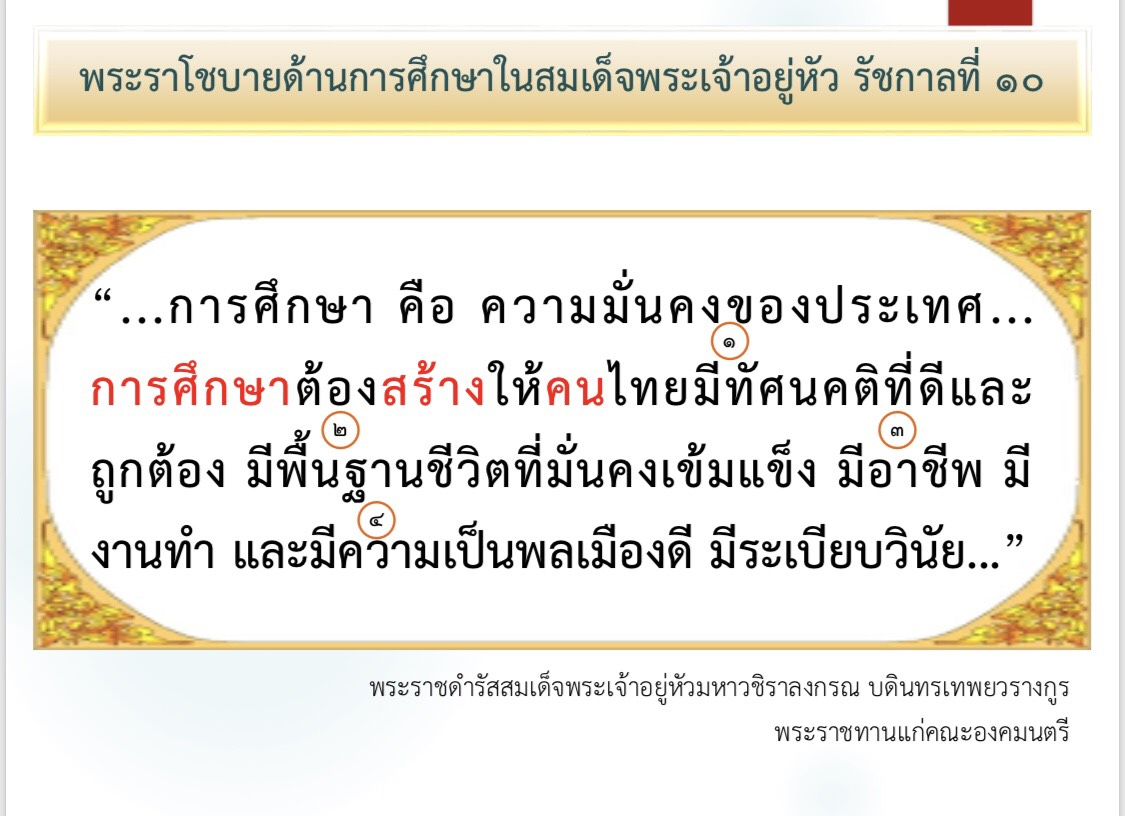 พระราโชบายด้านการศึกษาในสมเด็จพระเจ้าอยู่หัว รัชกาลที่ ๑๐
“...การศึกษา คือ ความมั่นคงของประเทศ...
๑
การศึกษาต้องสร้างให้คนไทยมีทัศนคติที่ดีและ
๒ ๓
ถูกต้อง มีพื้นฐานชีวิตที่มั่นคงเข้มแข็ง มีอาชีพ มี
๔
งานทำ และมีความเป็นพลเมืองดี มีระเบียบวินัย...”
พระราชดำรัสสมเด็จพระเจ้าอยู่หัวมหาวชิราลงกรณ บดินทรเทพยวรางกูร
พระราชทานแก่คณะองคมนตรี